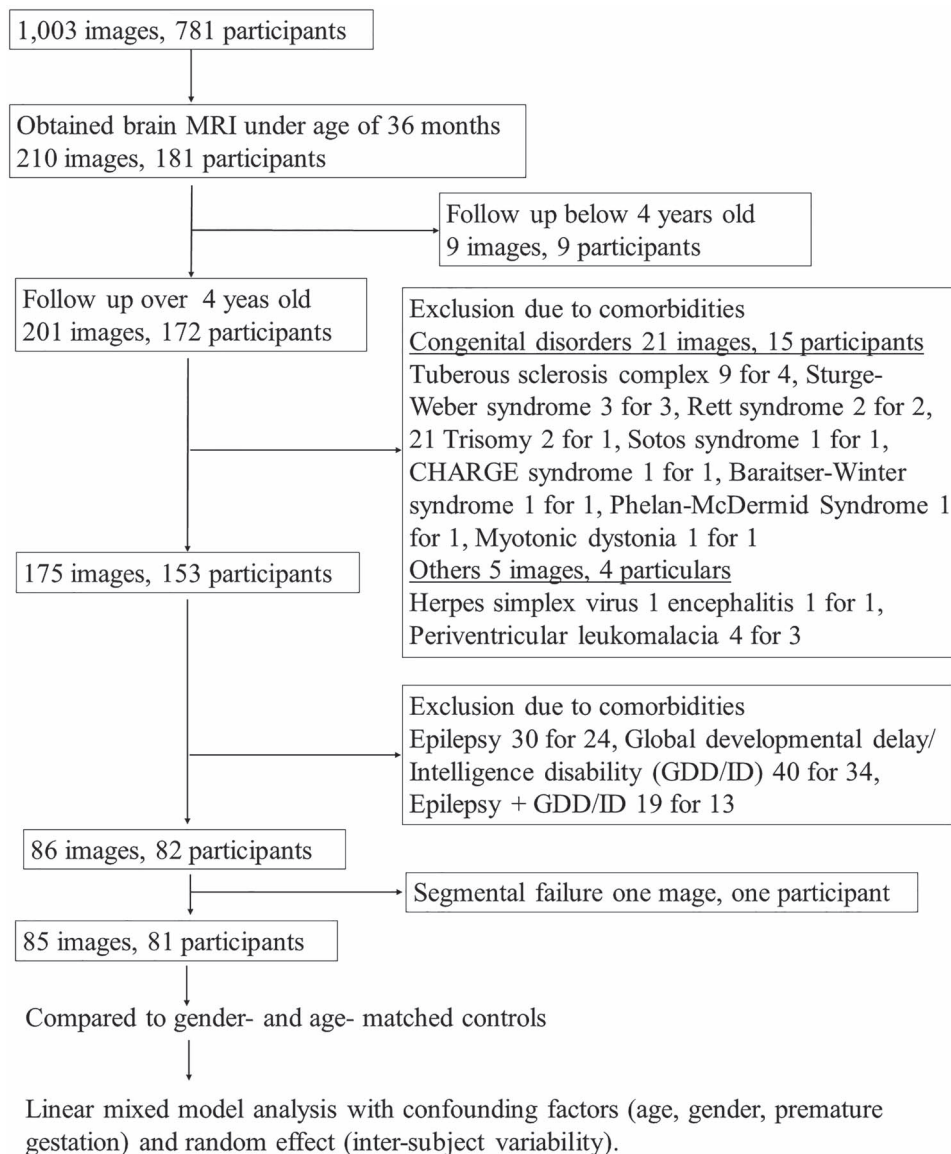 1,003 images, 781 participants
Obtained brain MRI under age of 36 months
210 images, 181 participants
Follow up below 4 years old
9 images, 9 participants
Follow up over 4 yeas old
201 images, 172 participants
Exclusion due to comorbidities
Congenital disorders 21 images, 15 participants
Tuberous sclerosis complex 9 for 4, Sturge-
Weber syndrome 3 for 3, Rett syndrome 2 for 2,
21 Trisomy 2 for 1, Sotos syndrome 1 for 1,
CHARGE syndrome 1 for 1, Baraitser-Winter
syndrome 1 for 1, Phelan-McDermid Syndrome 1
for 1, Myotonic dystonia 1 for 1
Others 5 images, 4 particulars
Herpes simplex virus 1 encephalitis 1 for 1,
Periventricular leukomalacia 4 for 3
175 images, 153 participants
Exclusion due to comorbidities
Epilepsy 30 for 24, Global developmental delay/
Intelligence disability (GDD/ID) 40 for 34,
Epilepsy + GDD/ID 19 for 13
86 images, 82 participants
Segmental failure one mage, one participant
85 images, 81 participants
Compared to gender- and age- matched controls
Linear mixed model analysis with confounding factors (age, gender, premature
gestation) and random effect (inter-subject variability).